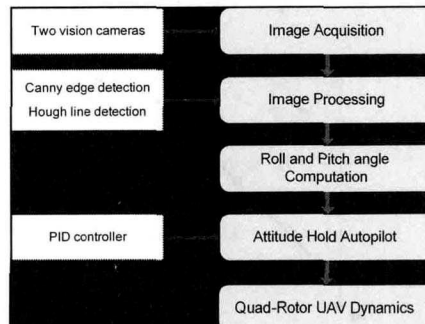 Two vision cameras
Image Acquisition
Canny edge detection
Hough line detection
Image Processing
Roll and Pitch angle
Computation
PID controller
Attitude Hold Autopilot
Quad-Rotor UAV Dynamics